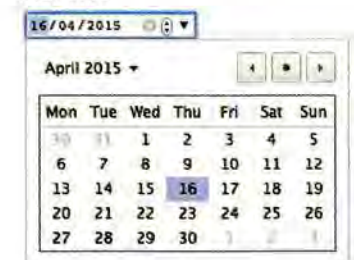 16/04/2015
April 2015
Mon Tue Wed Thu Fri Sat Sun
30 31 1 2 3 4 5
6 7 8 9 10 11 12
13 14 15 16 17 18 19
20 21 22 23 24 25 26
27 28 29 30 1 2 3